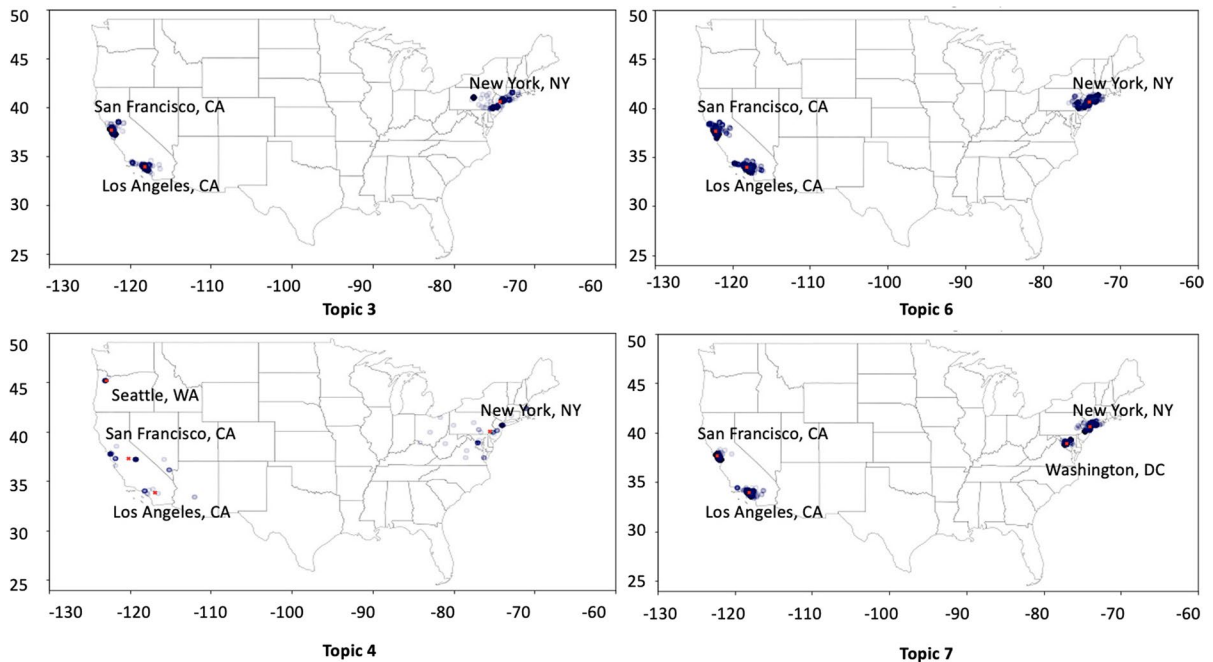 50
45
40
35
30
25
New York, NY
San Francisco, CA
Los Angeles, CA
-130 -120 -110 -100 -90 -80 -70 -60
Topic 3
50
45
40
35
30
25
New York, NY
San Francisco, CA
Los Angeles, CA
-130 -120 -110 -100 -90 -80 -70 -60
Topic 6
50
45
40
35
30
25
Seattle, WA
New York, NY
San Francisco, CA
Los Angeles, CA
-130 -120 -110 -100 -90 -80 -70 -60
Topic 4
50
45
40
35
30
25
New York, NY
San Francisco, CA
Washington, DC
Los Angeles, CA
-130 -120 -110 -100 -90 -80 -70 -60
Topic 7